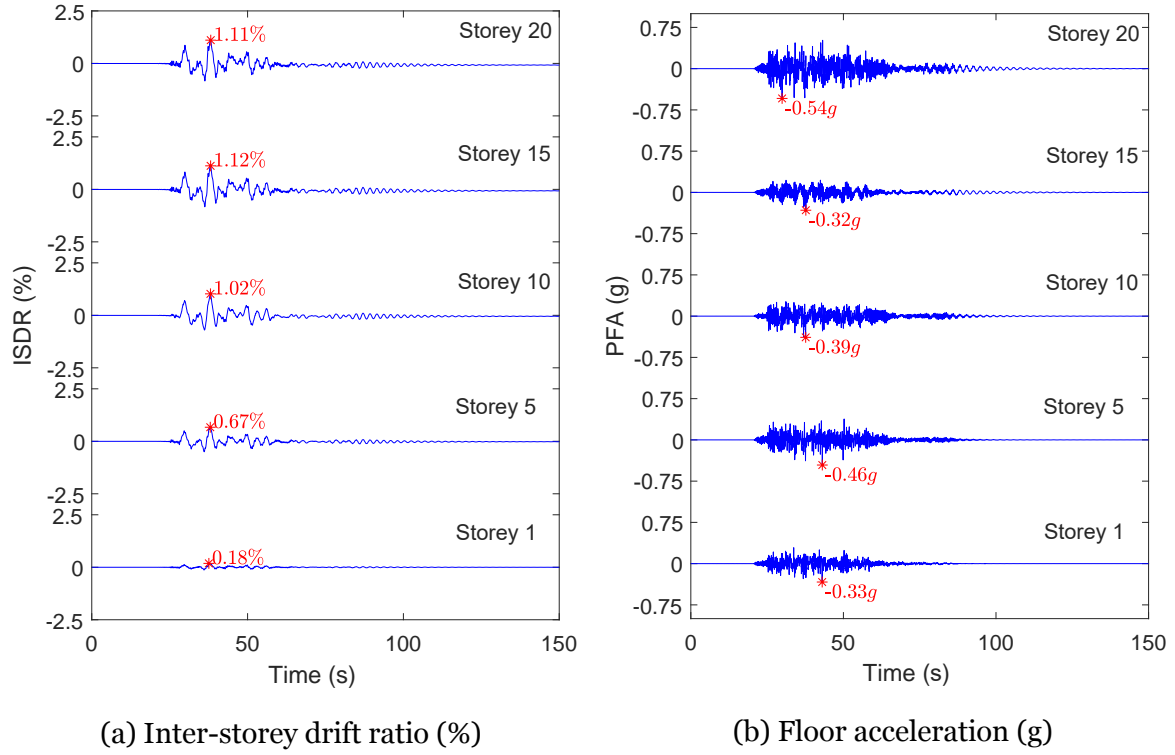 2.5
1.11%
Storey 20
0
-2.5
2.5
1.12%
Storey 15
0
-2.5
2.5
1.02%
Storey 10
0
-2.5
2.5
0.67%
Storey 5
0
-2.5
2.5
0.18%
Storey 1
0
-2.5
0 50 100 150
Time (s)
ISDR (%)
(a) Inter-storey drift ratio (%)
0.75
Storey 20
0
-0.54g
-0.75
0.75
Storey 15
0
-0.32g
-0.75
0.75
Storey 10
0
-0.39g
-0.75
0.75
Storey 5
0
-0.46g
-0.75
0.75
Storey 1
0
-0.33g
-0.75
0 50 100 150
Time (s)
PFA (g)
(b) Floor acceleration (g)